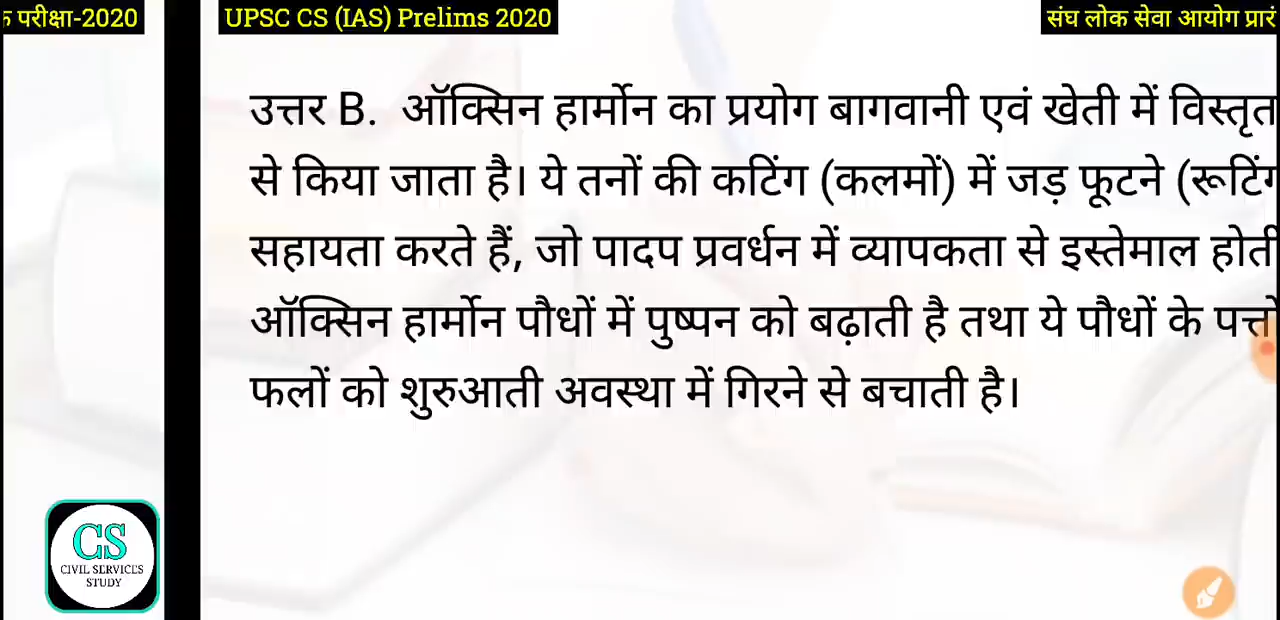 परीक्षा-2020
UPSC CS (IAS) Prelims 2020
संघ लोक सेवा आयोग
उत्तर B. ऑक्सिन हार्मोन का प्रयोग बागवानी एवं खेती में विस्तृत
से किया जाता है। ये तनों की कटिंग (कलमों) में जड़ फूटने (रूटिंग
सहायता करते हैं, जो पादप प्रवर्धन में व्यापकता से इस्तेमाल होती
ऑक्सिन हार्मोन पौधों में पुष्पन को बढ़ाती है तथा ये पौधों के
फलों को शुरुआती अवस्था में गिरने से बचाती है।
CS
CIVIL SERVICES
STUDY